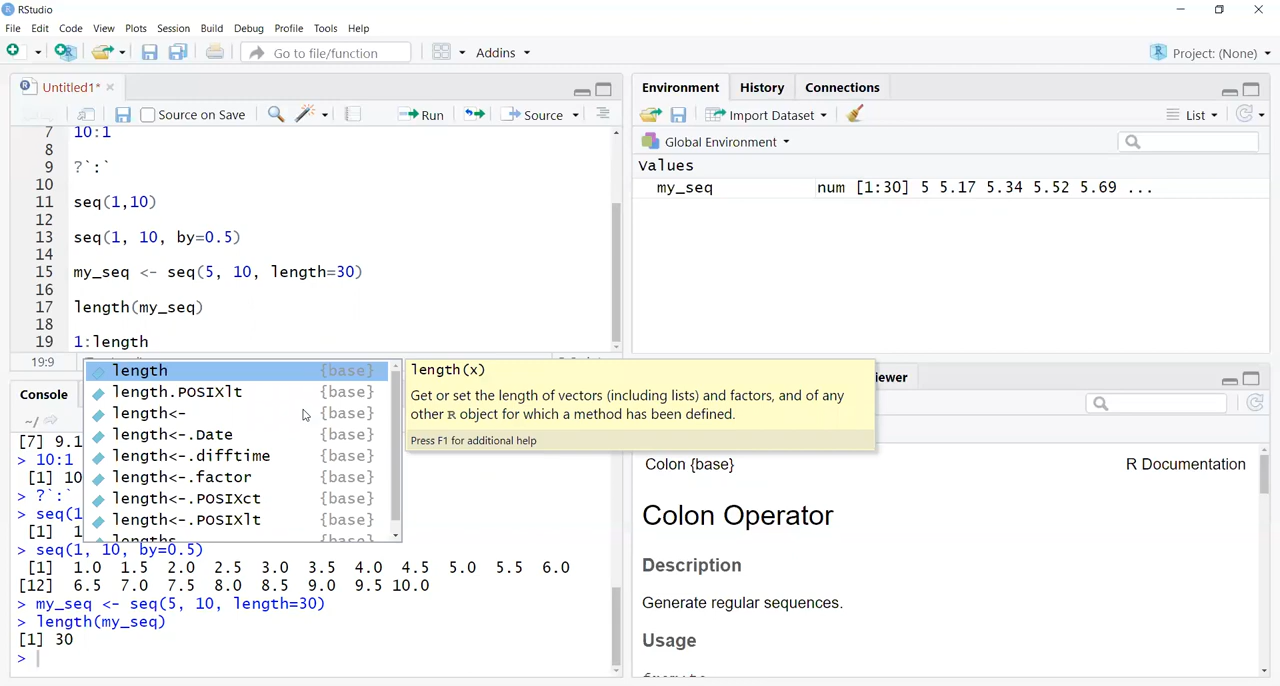 RStudio
File Edit Code View Plots Session Build Debug Profile Tools Help
Go to file/function Addins Project: (None)
Untitled1*
Source on Save Run Source
7 10:1
8
9 ?`:`
10
11 seq(1,10)
12
13 seq(1, 10, by=0.5)
14
15 my_seq <- seq(5, 10, length=30)
16
17 length(my_seq)
18
19 1:length
19:9
length {base}
length.POSIXlt {base}
length<- {base}
length<-.Date {base}
length<-.difftime {base}
length<-.factor {base}
length<-.POSIXct {base}
length<-.POSIXlt {base}
lengths {base}
length(x)
Get or set the length of vectors (including lists) and factors, and of any
other R object for which a method has been defined.
Press F1 for additional help
Console
~/
[7] 9.1
> 10:1
[1] 10
> ?`:`
> seq(1
[1] 1
> seq(1, 10, by=0.5)
[1] 1.0 1.5 2.0 2.5 3.0 3.5 4.0 4.5 5.0 5.5 6.0
[12] 6.5 7.0 7.5 8.0 8.5 9.0 9.5 10.0
> my_seq <- seq(5, 10, length=30)
> length(my_seq)
[1] 30
>
Environment History Connections
Import Dataset List
Global Environment
Values
my_seq num [1:30] 5 5.17 5.34 5.52 5.69 ...
iewer
Colon {base} R Documentation
Colon Operator
Description
Generate regular sequences.
Usage